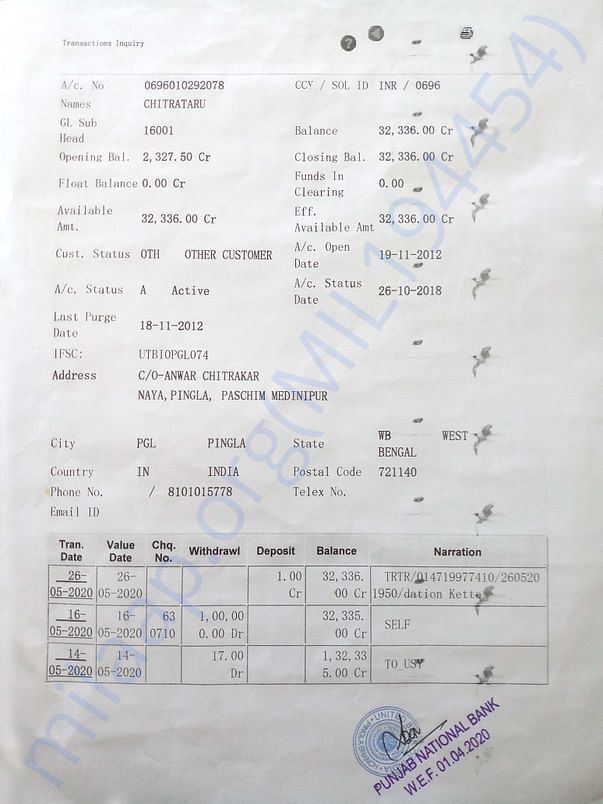 Transactions Inquiry
A/c. No 0696010292078 CCY / SOL ID INR / 0696
Names CHITRATARU
GL Sub Head 16001 Balance 32,336.00 Cr
Opening Bal. 2,327.50 Cr Closing Bal. 32,336.00 Cr
Float Balance 0.00 Cr Funds In Clearing 0.00
Available Amt. 32,336.00 Cr Eff. Available Amt 32,336.00 Cr
Cust. Status OTH OTHER CUSTOMER A/c. Open Date 19-11-2012
A/c. Status A Active A/c. Status Date 26-10-2018
Last Purge Date 18-11-2012
IFSC: UTBI0PGL074
Address C/O-ANWAR CHITRAKAR
NAYA,PINGLA, PASCHIM MEDINIPUR
City PGL PINGLA State WB WEST BENGAL
Country IN INDIA Postal Code 721140
Phone No. / 8101015778 Telex No.
Email ID
Tran. Date Value Date Chq. No. Withdrawl Deposit Balance Narration
26-05-2020 26-05-2020 1.00 Cr 32,336.00 Cr TRTR/014719977410/260520 1950/dation Kette
16-05-2020 16-05-2020 630710 1,00,000.00 Dr 32,335.00 Cr SELF
14-05-2020 14-05-2020 17.00 Dr 1,32,335.00 Cr TO
PUNJAB NATIONAL BANK
W.E.F. 01.04.2020
milaap.org(MIL194454)